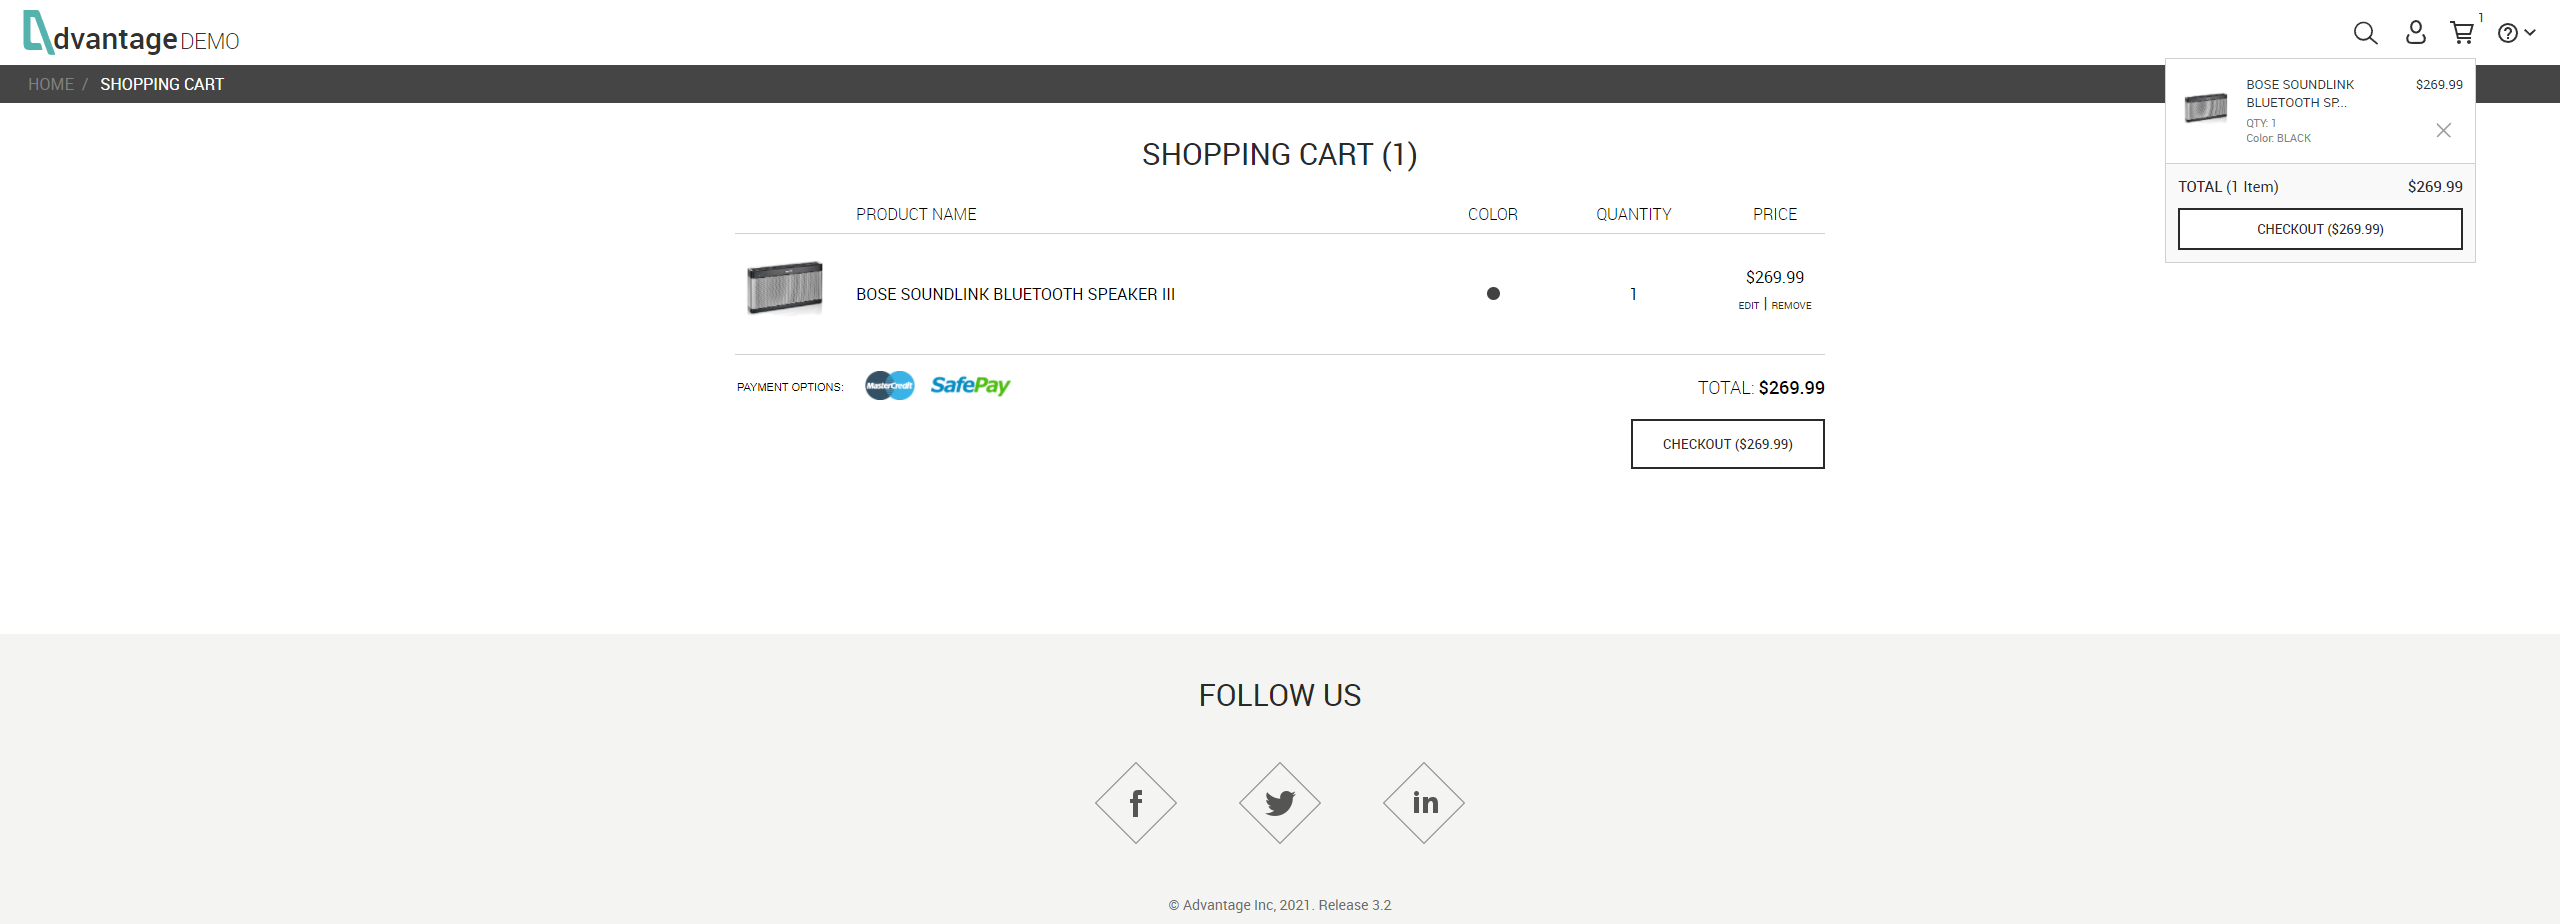 dvantage DEMO
1
HOME / SHOPPING CART
BOSE SOUNDLINK $269.99
BLUETOOTH SP...
QTY: 1
Color: BLACK
TOTAL (1 Item) $269.99
CHECKOUT ($269.99)
SHOPPING CART (1)
PRODUCT NAME COLOR QUANTITY PRICE
BOSE SOUNDLINK BLUETOOTH SPEAKER III 1 $269.99
EDIT | REMOVE
PAYMENT OPTIONS: MasterCredit SafePay TOTAL: $269.99
CHECKOUT ($269.99)
FOLLOW US
f in
© Advantage Inc, 2021. Release 3.2